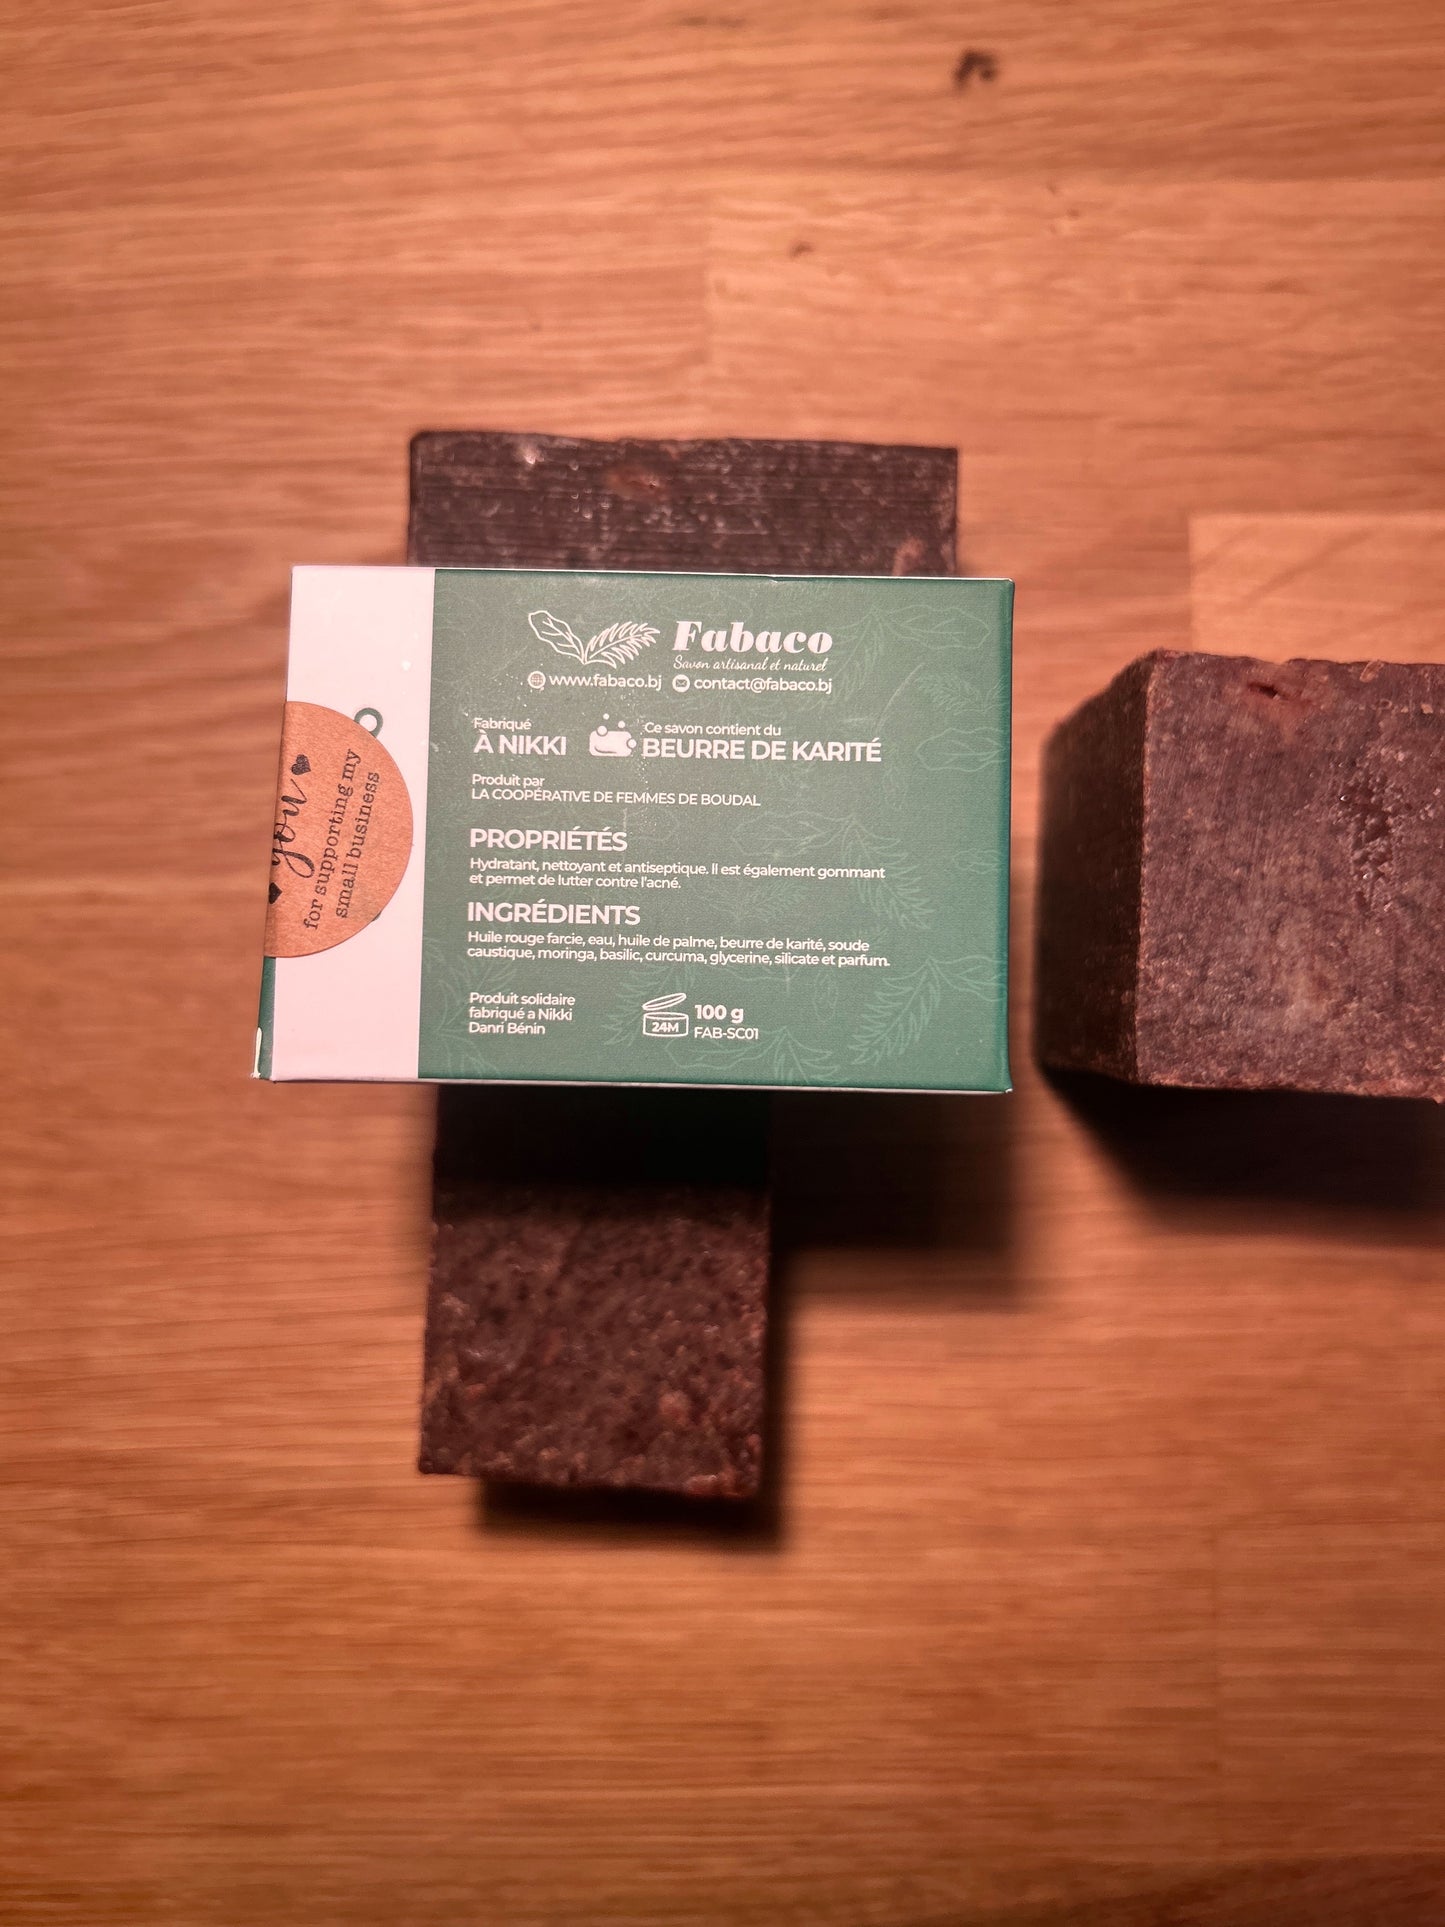 Fabaco
Savon artisanal et naturel
www.fabaco.bj contact@fabaco.bj
Fabriqué
À NIKKI
Ce savon contient du
BEURRE DE KARITÉ
Produit par
LA COOPÉRATIVE DE FEMMES DE BOUDAL
PROPRIÉTÉS
Hydratant, nettoyant et antiseptique. Il est également gommant
et permet de lutter contre l'acné.
INGRÉDIENTS
Huile rouge farcie, eau, huile de palme, beurre de karité, soude
caustique, moringa, basilic, curcuma, glycerine, silicate et parfum.
Produit solidaire
fabriqué a Nikki
Danri Bénin
24M
100 g
FAB-SC01
you
for supporting my
small business